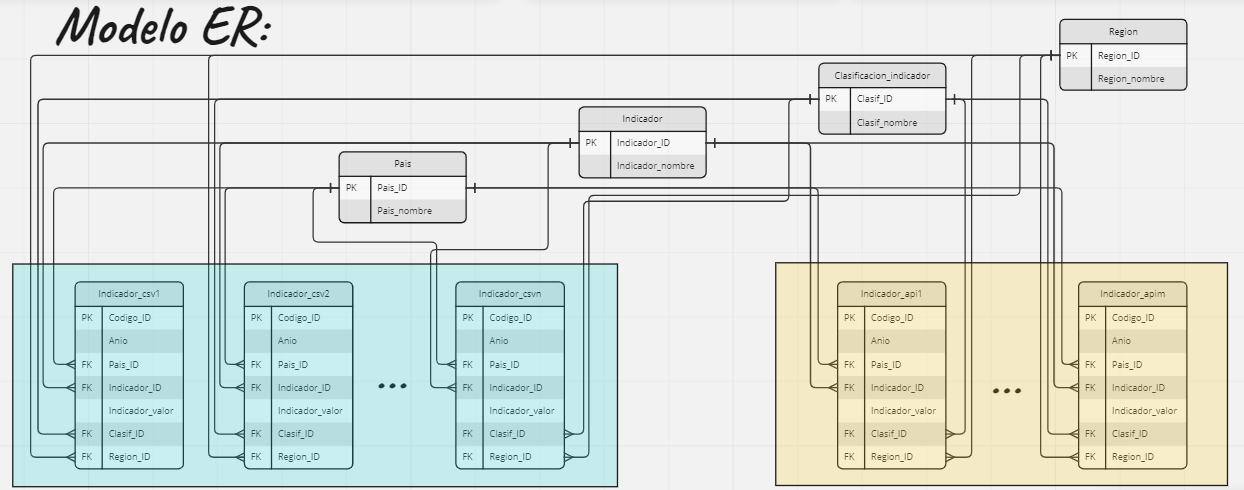 Modelo ER:
Region
PK Region_ID
Region_nombre
Clasificacion_indicador
PK Clasif_ID
Clasif_nombre
Indicador
PK Indicador_ID
Indicador_nombre
Pais
PK Pais_ID
Pais_nombre
Indicador_csv1
PK Codigo_ID
Anio
FK Pais_ID
FK Indicador_ID
Indicador_valor
FK Clasif_ID
FK Region_ID
Indicador_csv2
PK Codigo_ID
Anio
FK Pais_ID
FK Indicador_ID
Indicador_valor
FK Clasif_ID
FK Region_ID
...
Indicador_csvn
PK Codigo_ID
Anio
FK Pais_ID
FK Indicador_ID
Indicador_valor
FK Clasif_ID
FK Region_ID
Indicador_api1
PK Codigo_ID
Anio
FK Pais_ID
FK Indicador_ID
Indicador_valor
FK Clasif_ID
FK Region_ID
...
Indicador_apim
PK Codigo_ID
Anio
FK Pais_ID
FK Indicador_ID
Indicador_valor
FK Clasif_ID
FK Region_ID